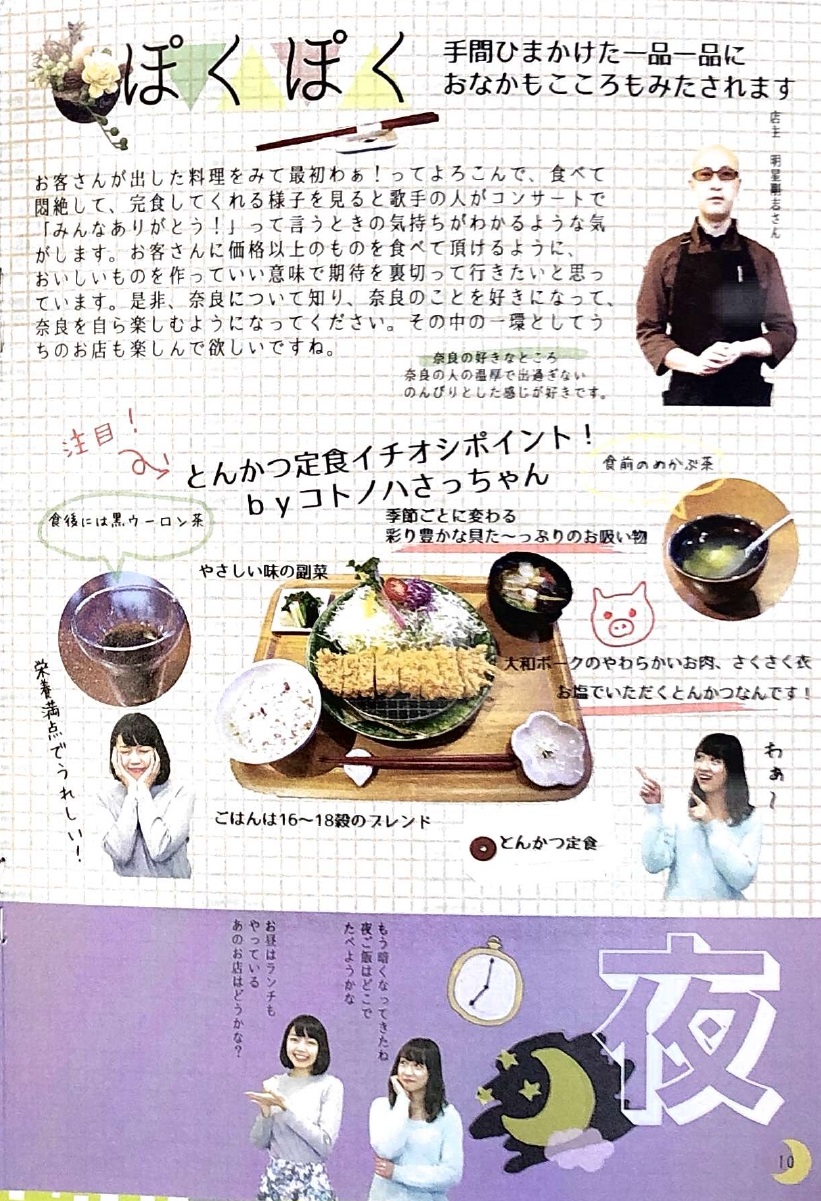 ぽくぽく
手間ひまかけた一品一品に
おなかもこころもみたされます
店主 明星剛志さん
お客さんが出した料理をみて最初わぁ！ってよろこんで、食べて
悶絶して、完食してくれる様子を見ると歌手の人がコンサートで
「みんなありがとう！」って言うときの気持ちがわかるような気
がします。お客さんに価格以上のものを食べて頂けるように、
おいしいものを作っていい意味で期待を裏切って行きたいと思っ
ています。是非、奈良について知り、奈良のことを好きになって、
奈良を自ら楽しむようになってください。その中の一環としてう
ちのお店も楽しんで欲しいですね。
奈良の好きなところ
奈良の人の温厚で出過ぎない
のんびりとした感じが好きです。
注目！
とんかつ定食イチオシポイント！
byコトノハさっちゃん
食前のめかぶ茶
食後には黒ウーロン茶
季節ごとに変わる
彩り豊かな具た〜っぷりのお吸い物
やさしい味の副菜
大和ポークのやわらかいお肉、さくさく衣
お塩でいただくとんかつなんです！
栄養満点でうれしい！
わぁ〜
ごはんは16〜18穀のブレンド
とんかつ定食
夜
もう暗くなってきたね
夜ご飯はどこで
たべようかな
お昼はランチも
やっている
あのお店はどうかな？
10